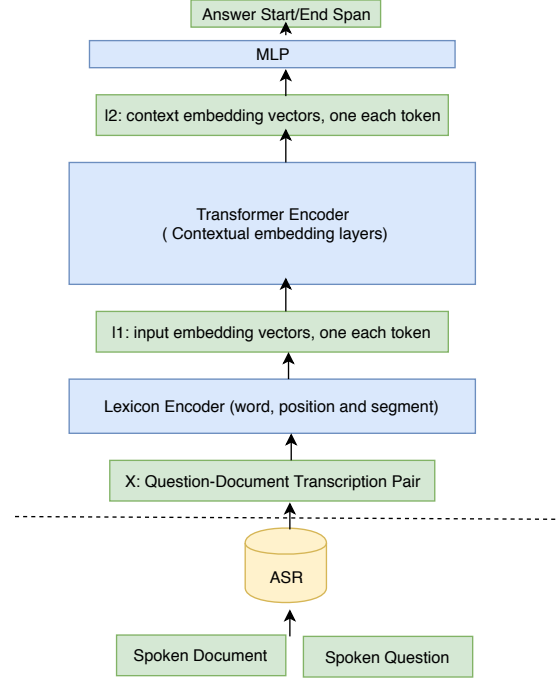 Answer Start/End Span
MLP
l2: context embedding vectors, one each token
Transformer Encoder
( Contextual embedding layers)
l1: input embedding vectors, one each token
Lexicon Encoder (word, position and segment)
X: Question-Document Transcription Pair
ASR
Spoken Document
Spoken Question